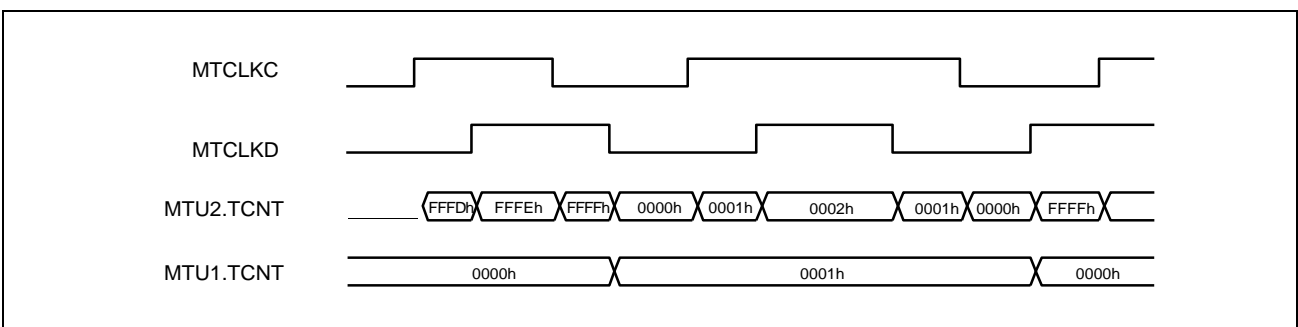 MTCLKC
MTCLKD
MTU2.TCNT FFFDh FFFEh FFFFh 0000h 0001h 0002h 0001h 0000h FFFFh
MTU1.TCNT 0000h 0001h 0000h